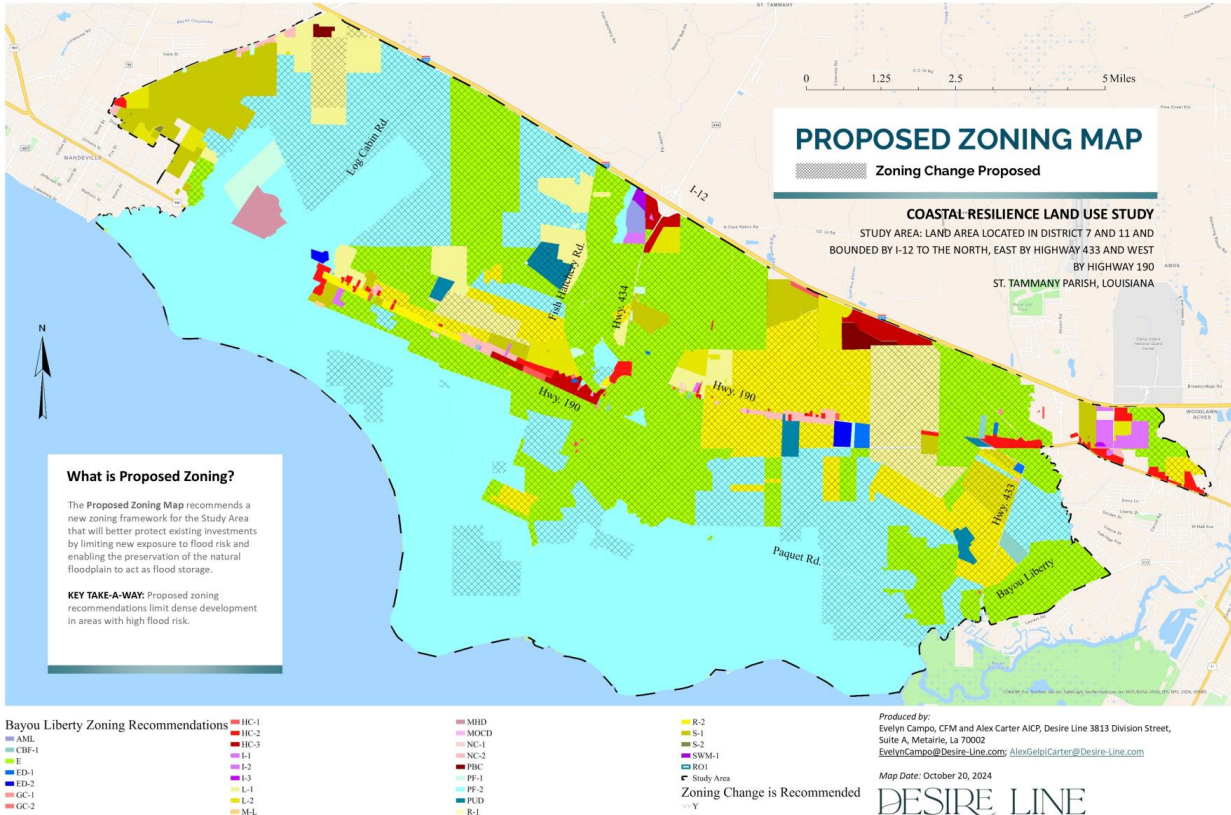 ST. TAMMANY
0 1.25 2.5 5 Miles
PROPOSED ZONING MAP
Zoning Change Proposed
COASTAL RESILIENCE LAND USE STUDY
STUDY AREA: LAND AREA LOCATED IN DISTRICT 7 AND 11 AND
BOUNDED BY I-12 TO THE NORTH, EAST BY HIGHWAY 433 AND WEST
BY HIGHWAY 190
ST. TAMMANY PARISH, LOUISIANA
I-12
Log Cabin Rd.
MANDEVILLE
Fish Hatchery Rd.
Hwy. 434
Hwy. 190
Hwy. 190
Hwy. 433
Paquet Rd.
Bayou Liberty
WOODLAWN
ACRES
N
What is Proposed Zoning?
The Proposed Zoning Map recommends a
new zoning framework for the Study Area
that will better protect existing investments
by limiting new exposure to flood risk and
enabling the preservation of the natural
floodplain to act as flood storage.
KEY TAKE-A-WAY: Proposed zoning
recommendations limit dense development
in areas with high flood risk.
Bayou Liberty Zoning Recommendations
AML
CBF-1
E
ED-1
ED-2
GC-1
GC-2
HC-1
HC-2
HC-3
I-1
I-2
I-3
L-1
L-2
M-L
MHD
MOCD
NC-1
NC-2
PBC
PF-1
PF-2
PUD
R-1
R-2
S-1
S-2
SWM-1
RO1
Study Area
Zoning Change is Recommended
Y
Produced by:
Evelyn Campo, CFM and Alex Carter AICP, Desire Line 3813 Division Street,
Suite A, Metairie, La 70002
EvelynCampo@Desire-Line.com; AlexGelpiCarter@Desire-Line.com
Map Date: October 20, 2024
DESIRE LINE